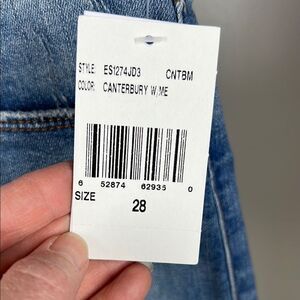 STYLE: ES1274JD3 CNTBM
COLOR: CANTERBURY W/ME
6 52874 62935 0
SIZE 28